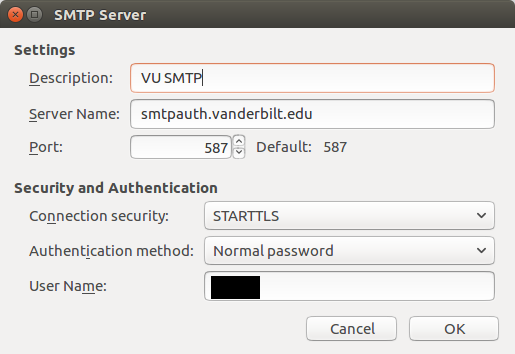 SMTP Server
Settings
Description: VU SMTP
Server Name: smtpauth.vanderbilt.edu
Port: 587 Default: 587
Security and Authentication
Connection security: STARTTLS
Authentication method: Normal password
User Name:
Cancel OK